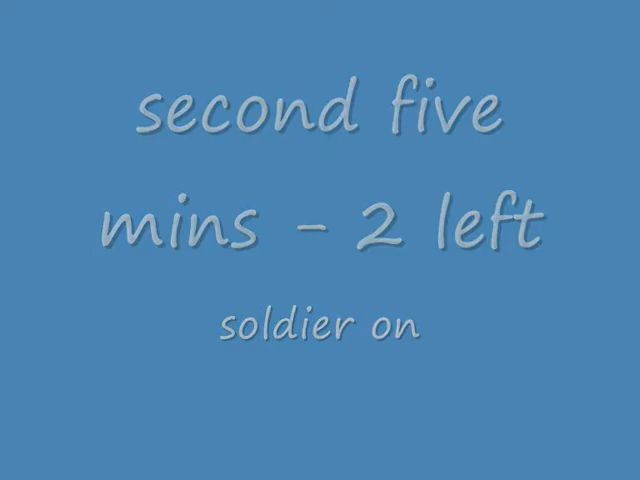 second five
mins - 2 left
soldier on